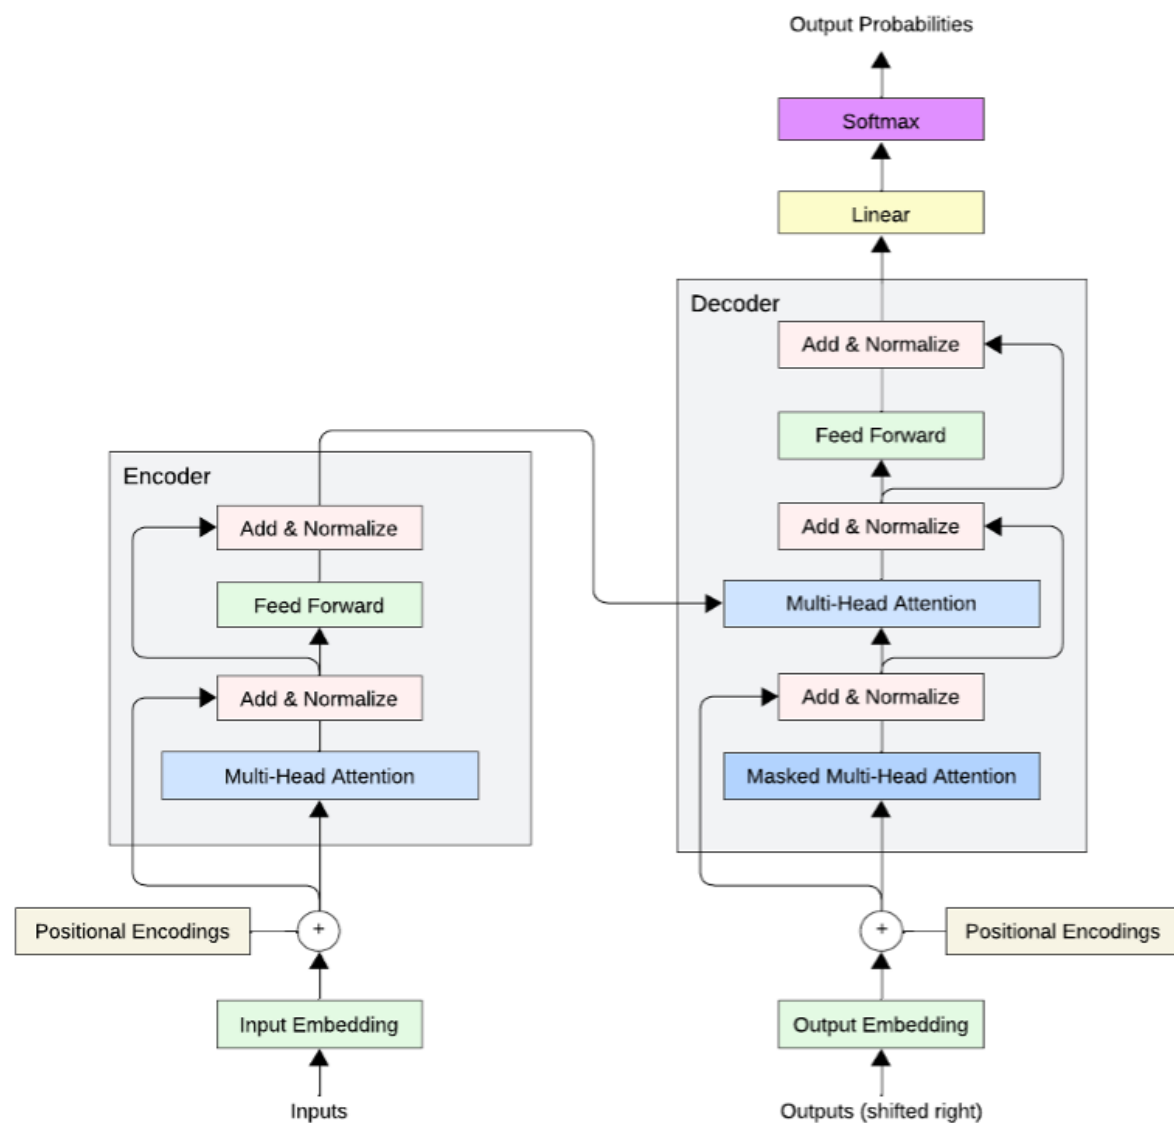 Output Probabilities
Softmax
Linear
Decoder
Add & Normalize
Feed Forward
Add & Normalize
Multi-Head Attention
Add & Normalize
Masked Multi-Head Attention
Encoder
Add & Normalize
Feed Forward
Add & Normalize
Multi-Head Attention
Positional Encodings
+
+
Positional Encodings
Input Embedding
Output Embedding
Inputs
Outputs (shifted right)